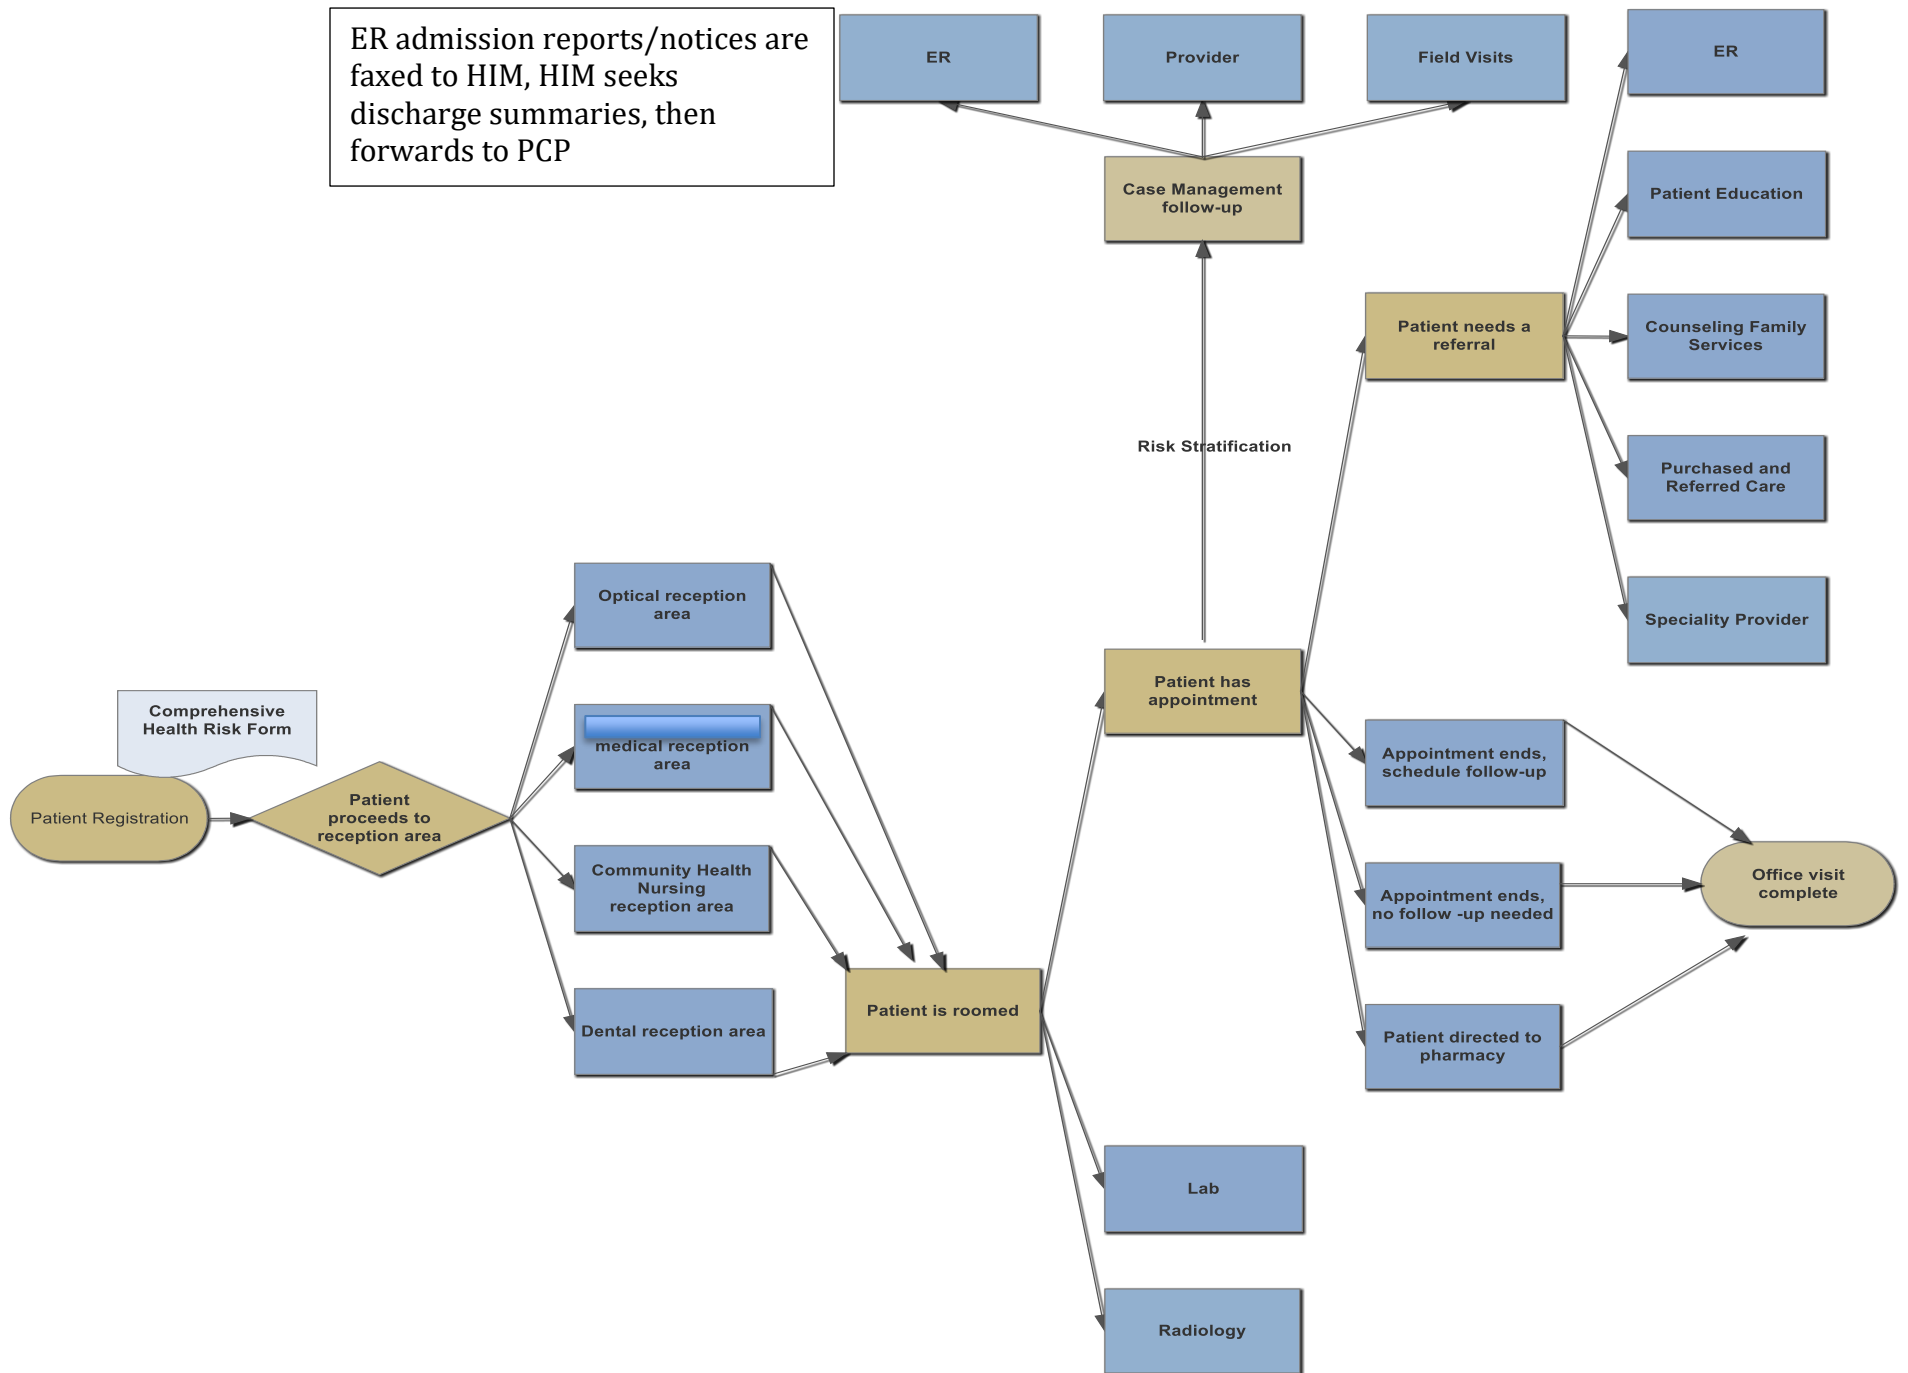 ER admission reports/notices are
faxed to HIM, HIM seeks
discharge summaries, then
forwards to PCP
ER
Provider
Field Visits
ER
Case Management
follow-up
Patient Education
Patient needs a
referral
Counseling Family
Services
Risk Stratification
Purchased and
Referred Care
Optical reception
area
Speciality Provider
Comprehensive
Health Risk Form
medical reception
area
Patient has
appointment
Appointment ends,
schedule follow-up
Patient Registration
Patient
proceeds to
reception area
Community Health
Nursing
reception area
Appointment ends,
no follow -up needed
Office visit
complete
Dental reception area
Patient is roomed
Patient directed to
pharmacy
Lab
Radiology